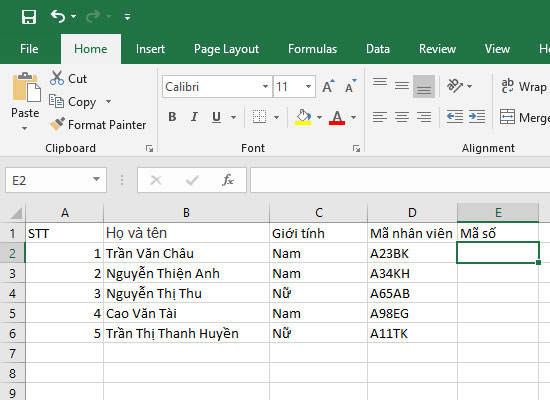 File Home Insert Page Layout Formulas Data Review View
Cut
Copy
Format Painter
Paste
Clipboard
Calibri 11
B I U
Font
ab Wrap
Merge
Alignment
E2 fx
A B C D E
1 STT Họ và tên Giới tính Mã nhân viên Mã số
2 1 Trần Văn Châu Nam A23BK
3 2 Nguyễn Thiện Anh Nam A34KH
4 3 Nguyễn Thị Thu Nữ A65AB
5 4 Cao Văn Tài Nam A98EG
6 5 Trần Thị Thanh Huyền Nữ A11TK
7
8
9